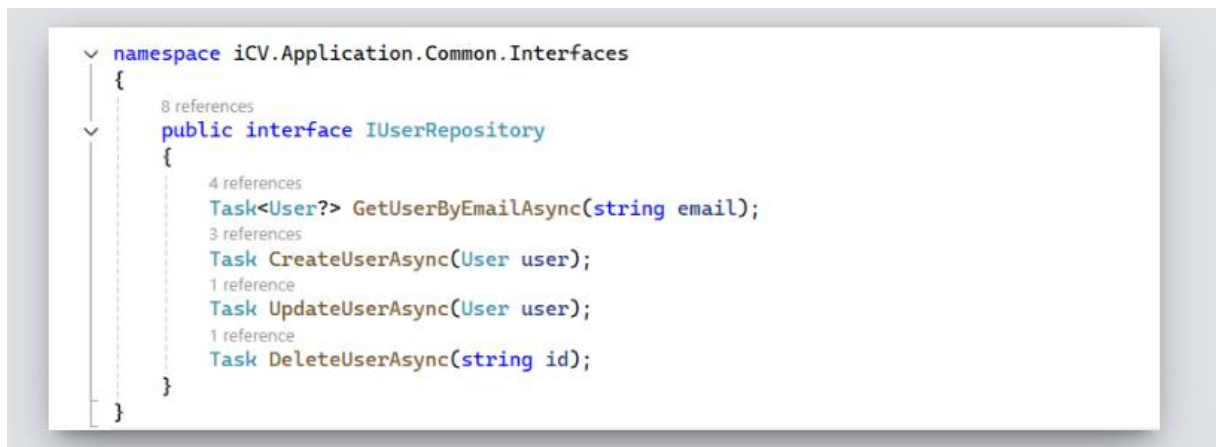 namespace iCV.Application.Common.Interfaces
{
8 references
public interface IUserRepository
{
4 references
Task<User?> GetUserByEmailAsync(string email);
3 references
Task CreateUserAsync(User user);
1 reference
Task UpdateUserAsync(User user);
1 reference
Task DeleteUserAsync(string id);
}
}